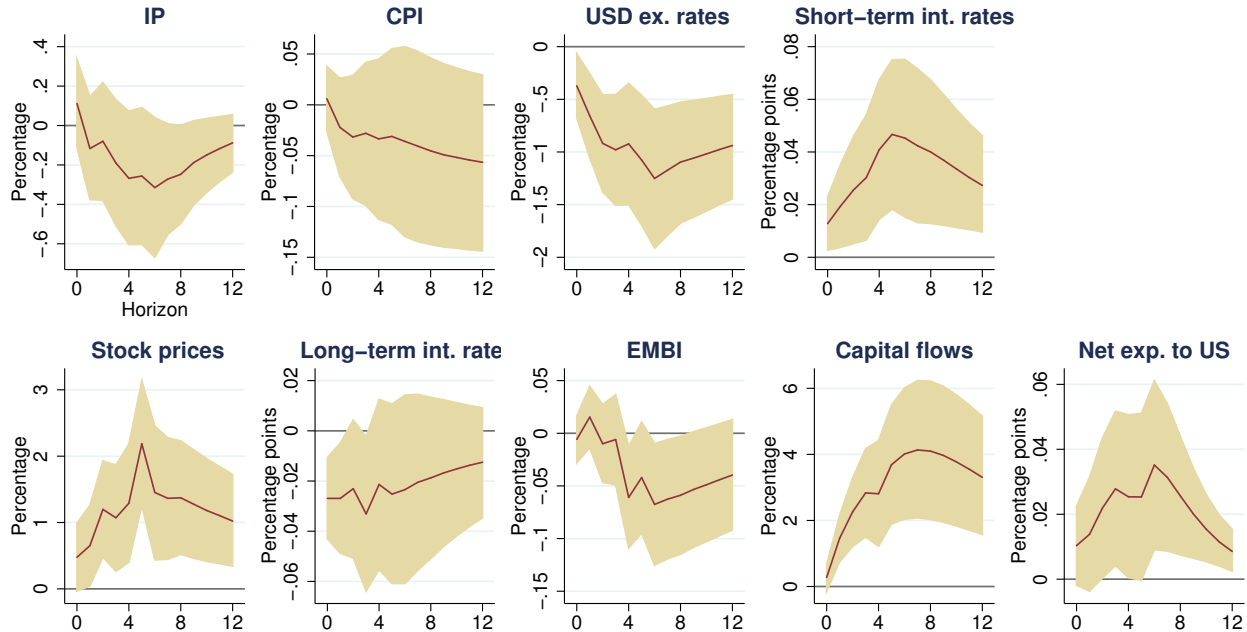 IP
Percentage
.4
.2
0
−.2
−.4
−.6
0 4 8 12
Horizon
CPI
Percentage
.05
0
−.05
−.1
−.15
0 4 8 12
USD ex. rates
Percentage
0
−.5
−1
−1.5
−2
0 4 8 12
Short−term int. rates
Percentage points
.08
.06
.04
.02
0
0 4 8 12
Stock prices
Percentage
3
2
1
0
0 4 8 12
Long−term int. rate
Percentage points
.02
0
−.02
−.04
−.06
0 4 8 12
EMBI
Percentage
.05
0
−.05
−.1
−.15
0 4 8 12
Capital flows
Percentage
6
4
2
0
0 4 8 12
Net exp. to US
Percentage points
.06
.04
.02
0
0 4 8 12